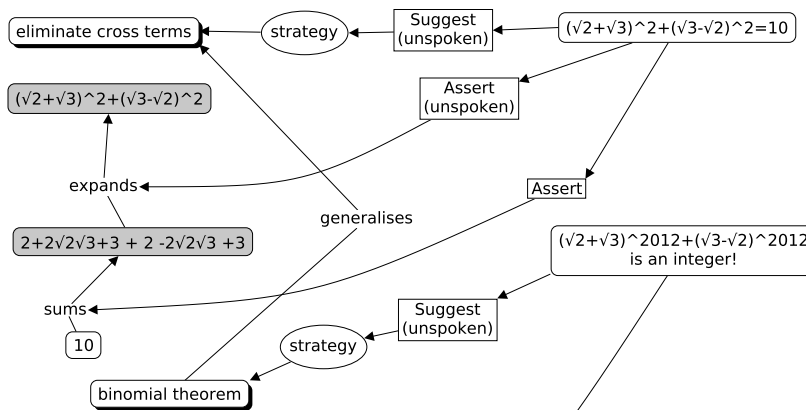 eliminate cross terms
strategy
Suggest
(unspoken)
(√2+√3)^2+(√3-√2)^2=10
(√2+√3)^2+(√3-√2)^2
Assert
(unspoken)
expands
Assert
generalises
2+2√2√3+3 + 2 -2√2√3 +3
(√2+√3)^2012+(√3-√2)^2012
is an integer!
sums
Suggest
(unspoken)
10
strategy
binomial theorem